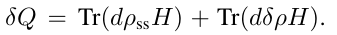 δQ = Tr(dρ_ss H) + Tr(dδρH).